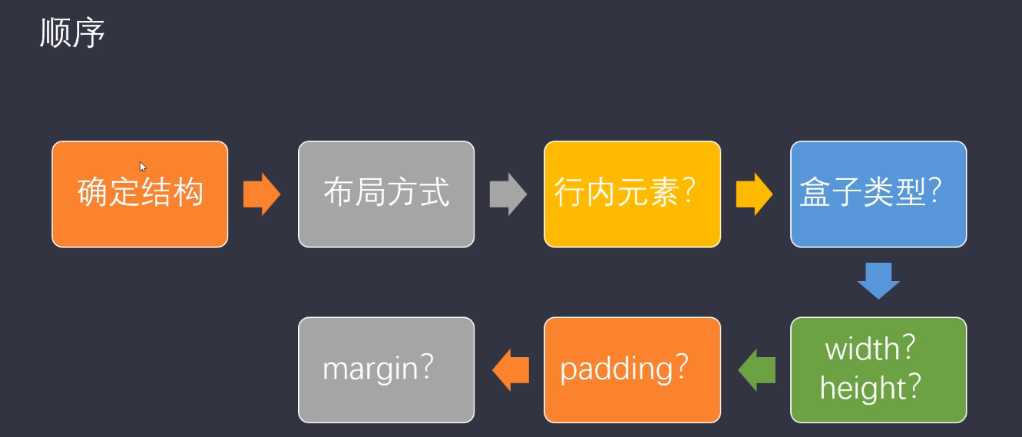 顺序
确定结构
布局方式
行内元素？
盒子类型？
width？
height？
padding？
margin？